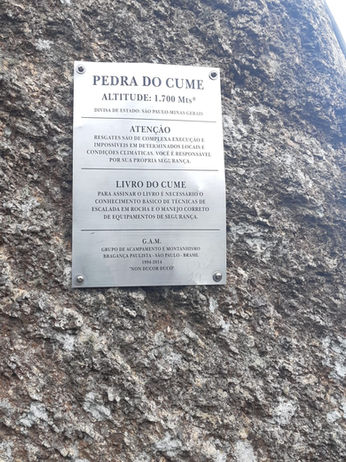 PEDRA DO CUME
ALTITUDE: 1.700 Mts*
DIVISA DE ESTADO: SÃO PAULO-MINAS GERAIS
ATENÇÃO
RESGATES SÃO DE COMPLEXA EXECUÇÃO E
IMPOSSÍVEIS EM DETERMINADOS LOCAIS E
CONDIÇÕES CLIMÁTICAS. VOCÊ É RESPONSÁVEL
POR SUA PRÓPRIA SEGURANÇA.
LIVRO DO CUME
PARA ASSINAR O LIVRO É NECESSÁRIO O
CONHECIMENTO BÁSICO DE TÉCNICAS DE
ESCALADA EM ROCHA E O MANEJO CORRETO
DE EQUIPAMENTOS DE SEGURANÇA.
G.A.M.
GRUPO DE ACAMPAMENTO E MONTANHISMO
BRAGANÇA PAULISTA - SÃO PAULO - BRASIL
1994-2014
"NON DUCOR DUCO"